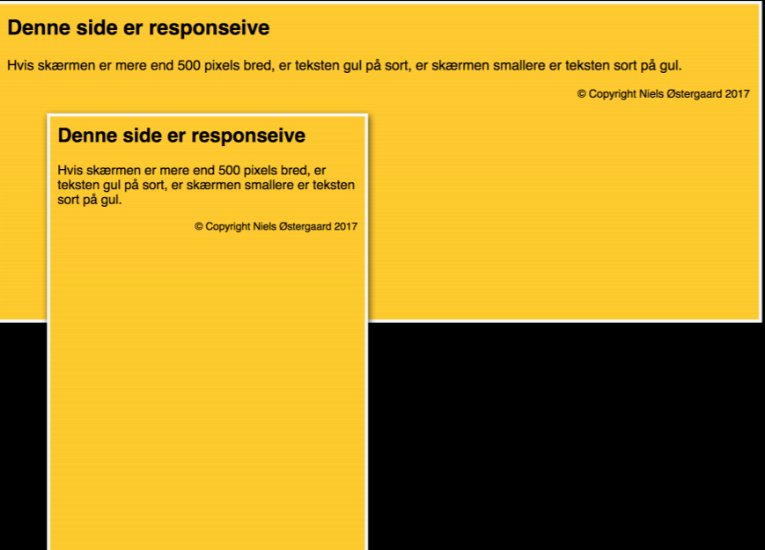 Denne side er responseive
Hvis skærmen er mere end 500 pixels bred, er teksten gul på sort, er skærmen smallere er teksten sort på gul.
© Copyright Niels Østergaard 2017
Denne side er responseive
Hvis skærmen er mere end 500 pixels bred, er
teksten gul på sort, er skærmen smallere er teksten
sort på gul.
© Copyright Niels Østergaard 2017